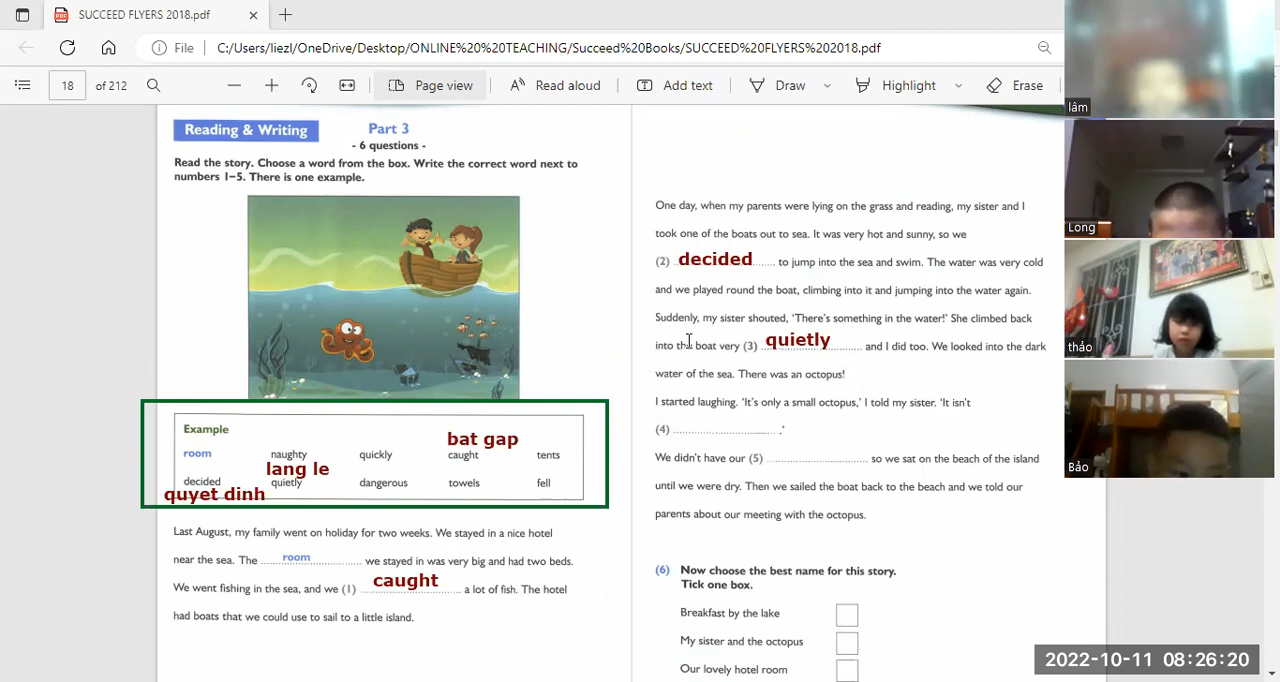 SUCCEED FLYERS 2018.pdf
File C:/Users/liezl/OneDrive/Desktop/ONLINE%20%20TEACHING/Succeed%20Books/SUCCEED%20FLYERS%202018.pdf
18 of 212 Page view Read aloud Add text Draw Highlight Erase
Reading & Writing Part 3
- 6 questions -
Read the story. Choose a word from the box. Write the correct word next to
numbers 1–5. There is one example.
Example
bat gap
room naughty quickly caught tents
lang le
decided quietly dangerous towels fell
quyet dinh
Last August, my family went on holiday for two weeks. We stayed in a nice hotel
near the sea. The room we stayed in was very big and had two beds.
We went fishing in the sea, and we (1) caught a lot of fish. The hotel
had boats that we could use to sail to a little island.
One day, when my parents were lying on the grass and reading, my sister and I
took one of the boats out to sea. It was very hot and sunny, so we
(2) decided to jump into the sea and swim. The water was very cold
and we played round the boat, climbing into it and jumping into the water again.
Suddenly, my sister shouted, ‘There’s something in the water!’ She climbed back
into the boat very (3) quietly and I did too. We looked into the dark
water of the sea. There was an octopus!
I started laughing. ‘It’s only a small octopus,’ I told my sister. ‘It isn’t
(4) .’
We didn’t have our (5) so we sat on the beach of the island
until we were dry. Then we sailed the boat back to the beach and we told our
parents about our meeting with the octopus.
(6) Now choose the best name for this story.
Tick one box.
Breakfast by the lake
My sister and the octopus
Our lovely hotel room
lâm
Long
thảo
Bảo
2022-10-11 08:26:20